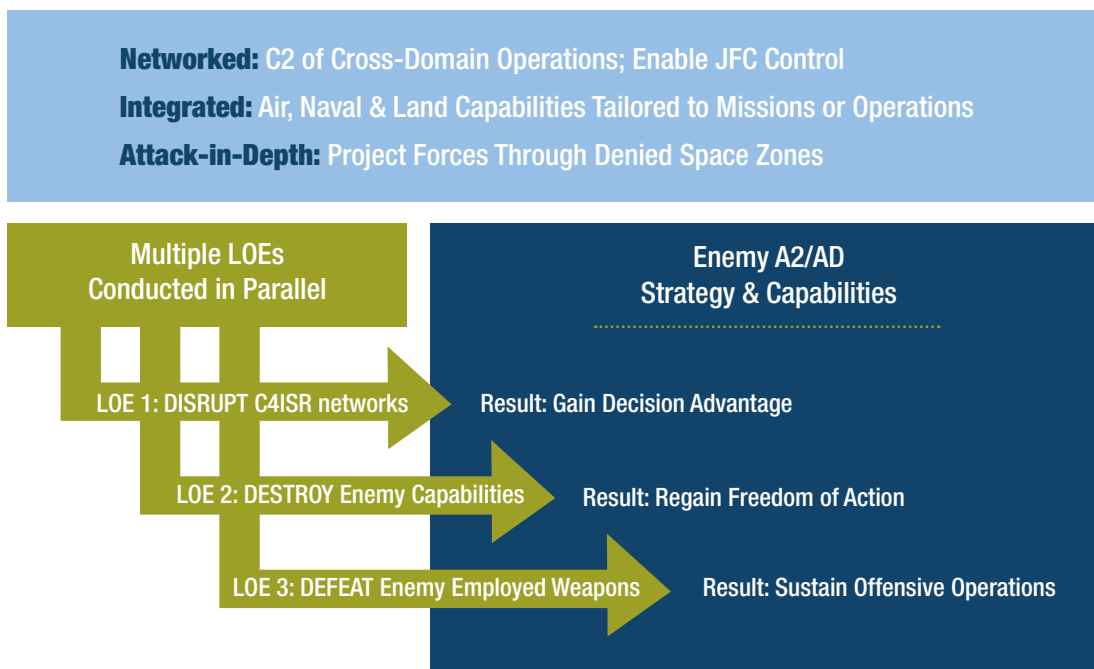 Networked: C2 of Cross-Domain Operations; Enable JFC Control
Integrated: Air, Naval & Land Capabilities Tailored to Missions or Operations
Attack-in-Depth: Project Forces Through Denied Space Zones
Multiple LOEs
Conducted in Parallel
Enemy A2/AD
Strategy & Capabilities
LOE 1: DISRUPT C4ISR networks
Result: Gain Decision Advantage
LOE 2: DESTROY Enemy Capabilities
Result: Regain Freedom of Action
LOE 3: DEFEAT Enemy Employed Weapons
Result: Sustain Offensive Operations